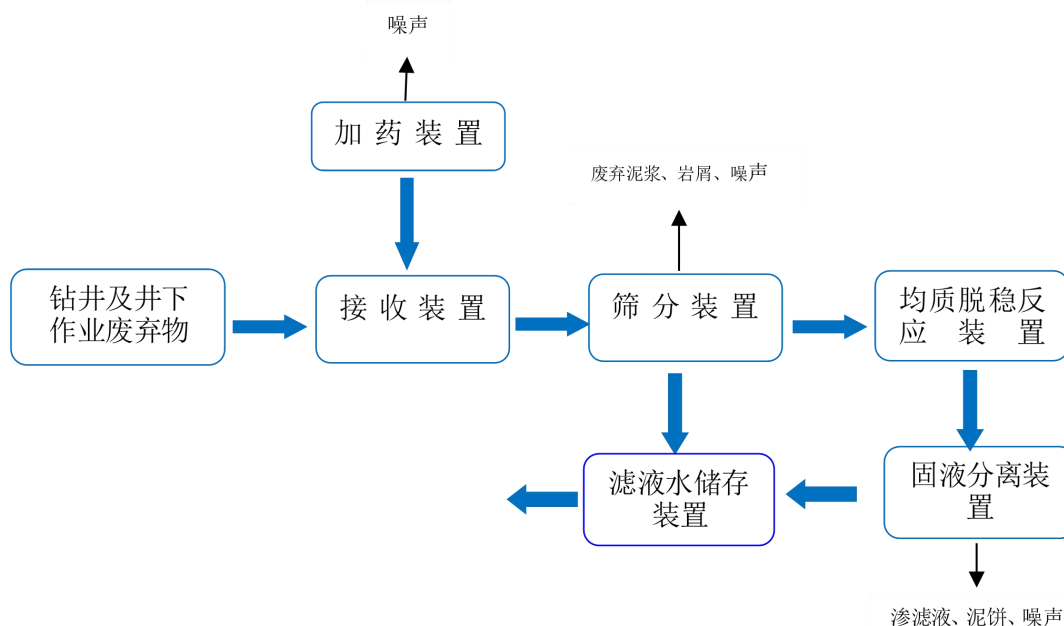 噪声
加药装置
废弃泥浆、岩屑、噪声
钻井及井下
作业废弃物
接收装置
筛分装置
均质脱稳反
应装置
滤液水储存
装置
固液分离装
置
渗滤液、泥饼、噪声